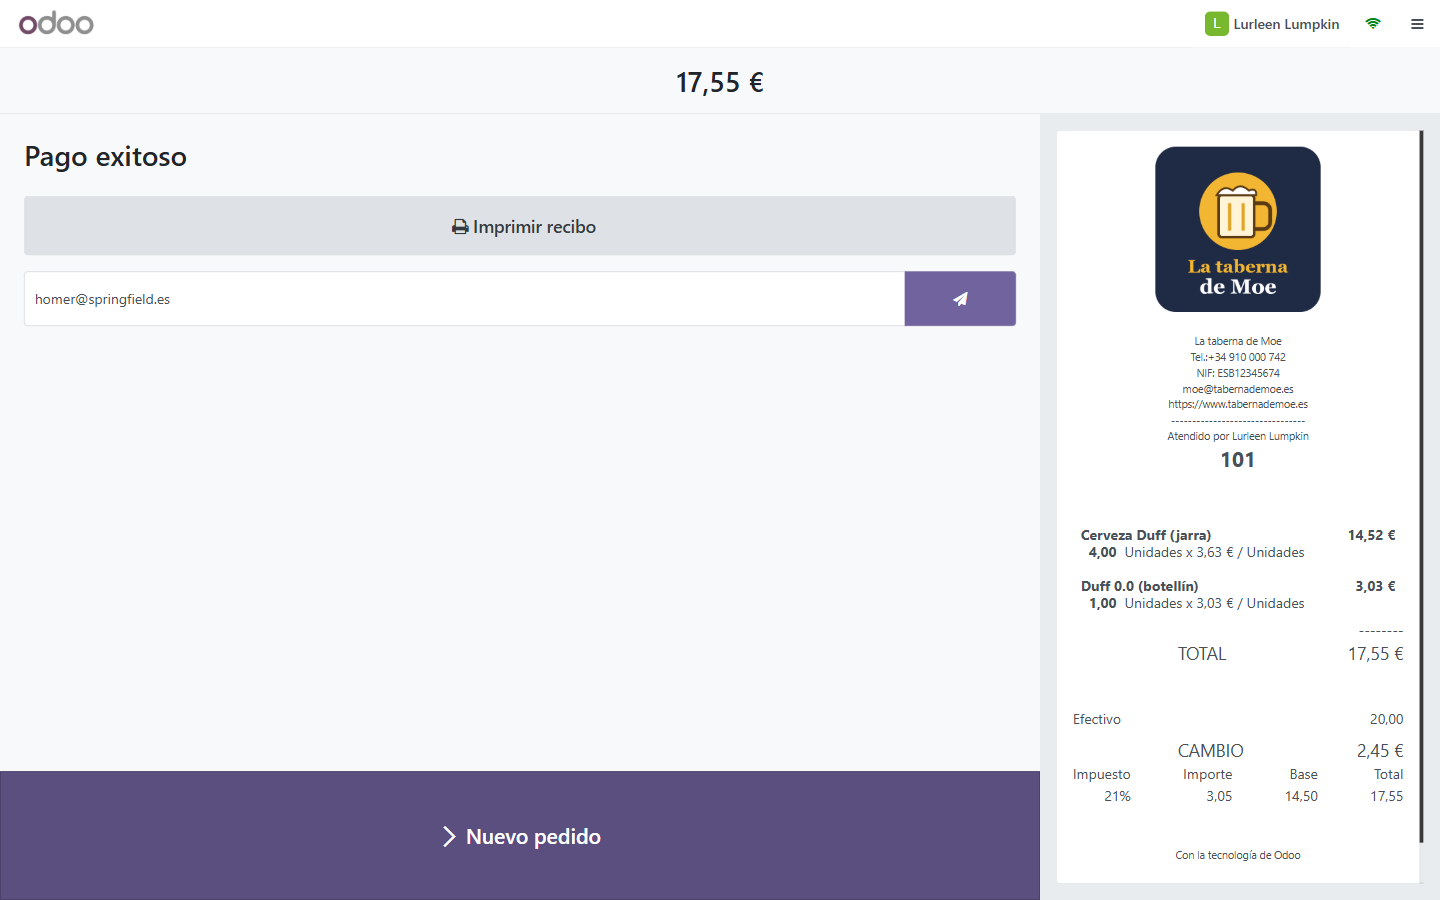 odoo
L Lurleen Lumpkin
17,55 €
Pago exitoso
Imprimir recibo
homer@springfield.es
Nuevo pedido
La taberna
de Moe
La taberna de Moe
Tel.:+34 910 000 742
NIF: ESB12345674
moe@tabernademoe.es
https://www.tabernademoe.es
--------------------------------
Atendido por Lurleen Lumpkin
101
Cerveza Duff (jarra) 14,52 €
4,00 Unidades x 3,63 € / Unidades
Duff 0.0 (botellín) 3,03 €
1,00 Unidades x 3,03 € / Unidades
--------
TOTAL 17,55 €
Efectivo 20,00
CAMBIO 2,45 €
Impuesto Importe Base Total
21% 3,05 14,50 17,55
Con la tecnología de Odoo